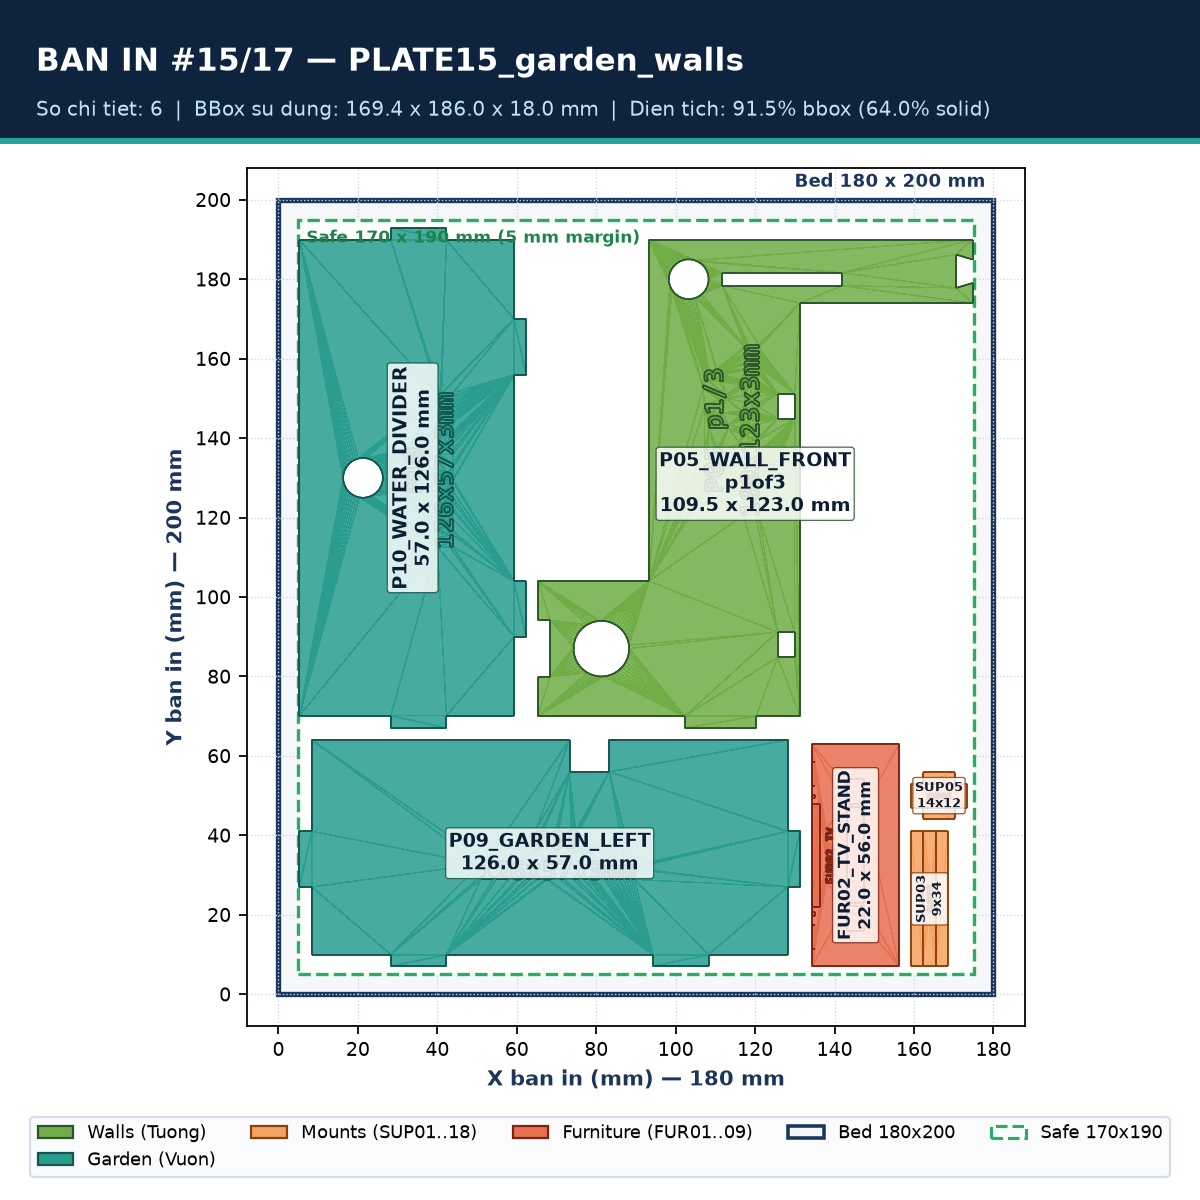 BAN IN #15/17 — PLATE15_garden_walls
So chi tiet: 6 | BBox su dung: 169.4 x 186.0 x 18.0 mm | Dien tich: 91.5% bbox (64.0% solid)
Bed 180 x 200 mm
Safe 170 x 190 mm (5 mm margin)
P10_WATER_DIVIDER
57.0 x 126.0 mm
126x57x3mm
p1/3
123x3mm
P05_WALL_FRONT
p1of3
109.5 x 123.0 mm
P09_GARDEN_LEFT
126.0 x 57.0 mm
FUR02_TV_STAND
22.0 x 56.0 mm
SUP05
14x12
SUP03
9x34
200
180
160
140
120
100
80
60
40
20
0
Y ban in (mm) — 200 mm
0 20 40 60 80 100 120 140 160 180
X ban in (mm) — 180 mm
Walls (Tuong)
Mounts (SUP01..18)
Furniture (FUR01..09)
Bed 180x200
Safe 170x190
Garden (Vuon)